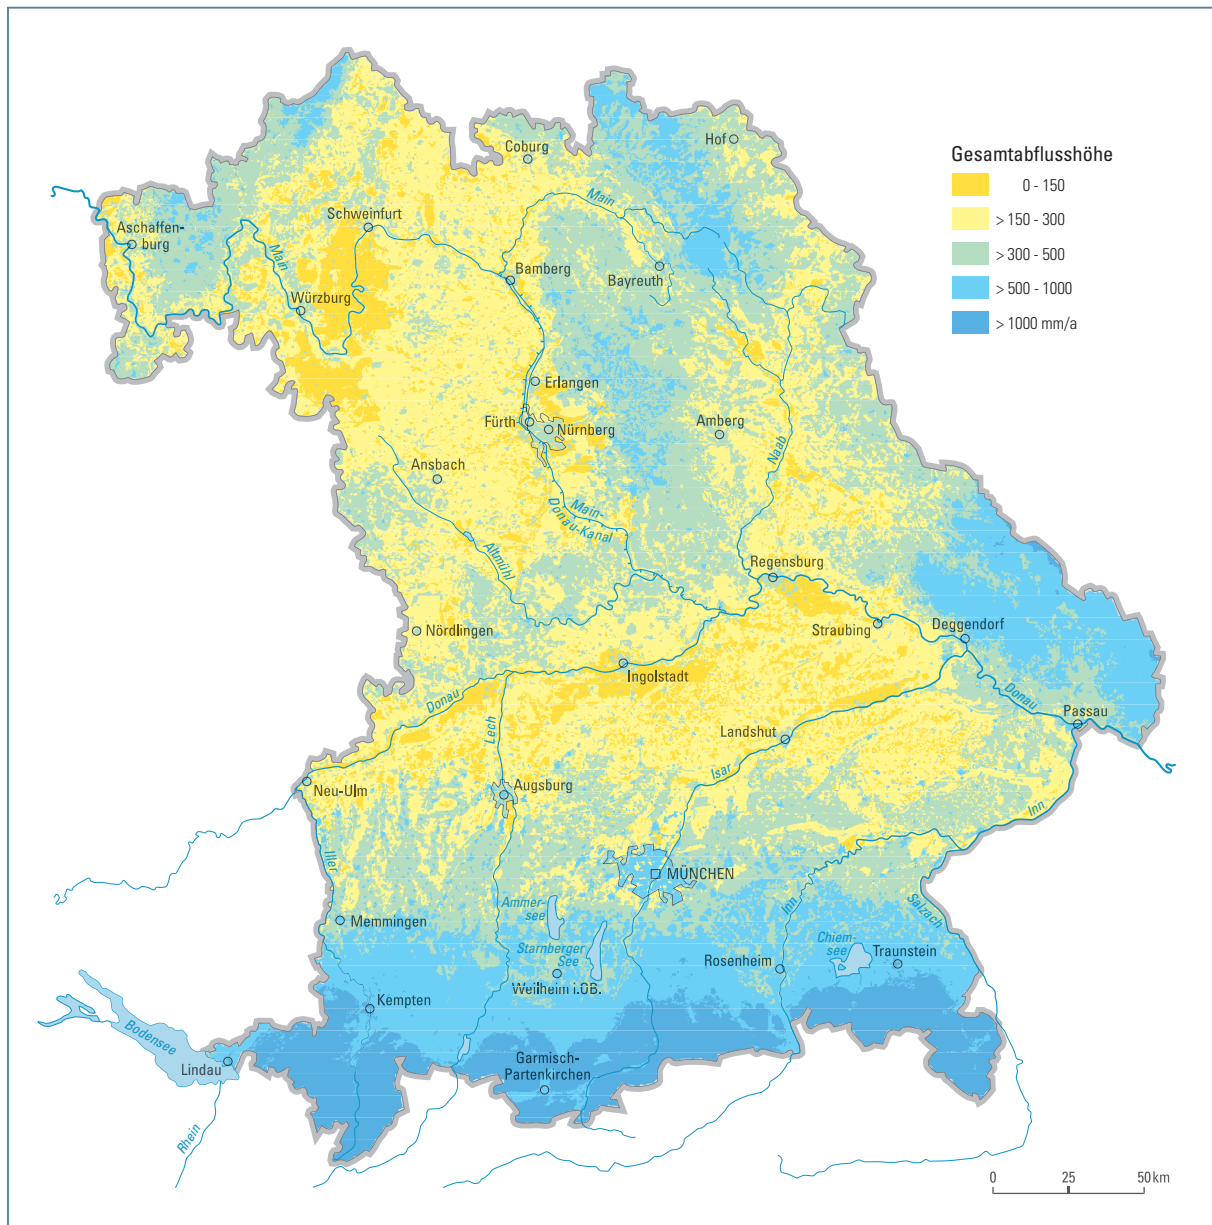 Gesamtabflusshöhe
0 - 150
> 150 - 300
> 300 - 500
> 500 - 1000
> 1000 mm/a
Hof
Coburg
Main
Schweinfurt
Aschaffen-
burg
Main
Bamberg
Bayreuth
Würzburg
Erlangen
Fürth
Nürnberg
Amberg
Naab
Ansbach
Main-
Donau-Kanal
Altmühl
Regensburg
Nördlingen
Straubing
Deggendorf
Ingolstadt
Donau
Lech
Donau
Passau
Landshut
Isar
Neu-Ulm
Augsburg
Inn
Iller
MÜNCHEN
Ammer-
see
Inn
Salzach
Memmingen
Starnberger
See
Chiem-
see
Traunstein
Rosenheim
Weilheim i.OB.
Kempten
Bodensee
Lindau
Garmisch-
Partenkirchen
Rhein
0 25 50 km